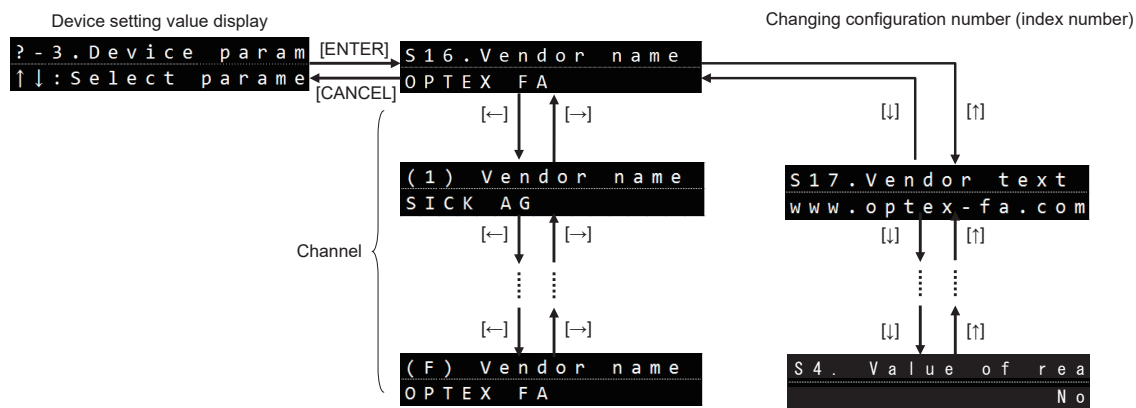 Device setting value display
Changing configuration number (index number)
?-3.Device param
↑↓:Select parame
[ENTER]
[CANCEL]
S16.Vendor name
OPTEX FA
[←]
[→]
[↓]
[↑]
(1) Vendor name
SICK AG
S17.Vendor text
www.optex-fa.com
[←]
[→]
[↓]
[↑]
Channel
[←]
[→]
[↓]
[↑]
(F) Vendor name
OPTEX FA
S4. Value of rea
No